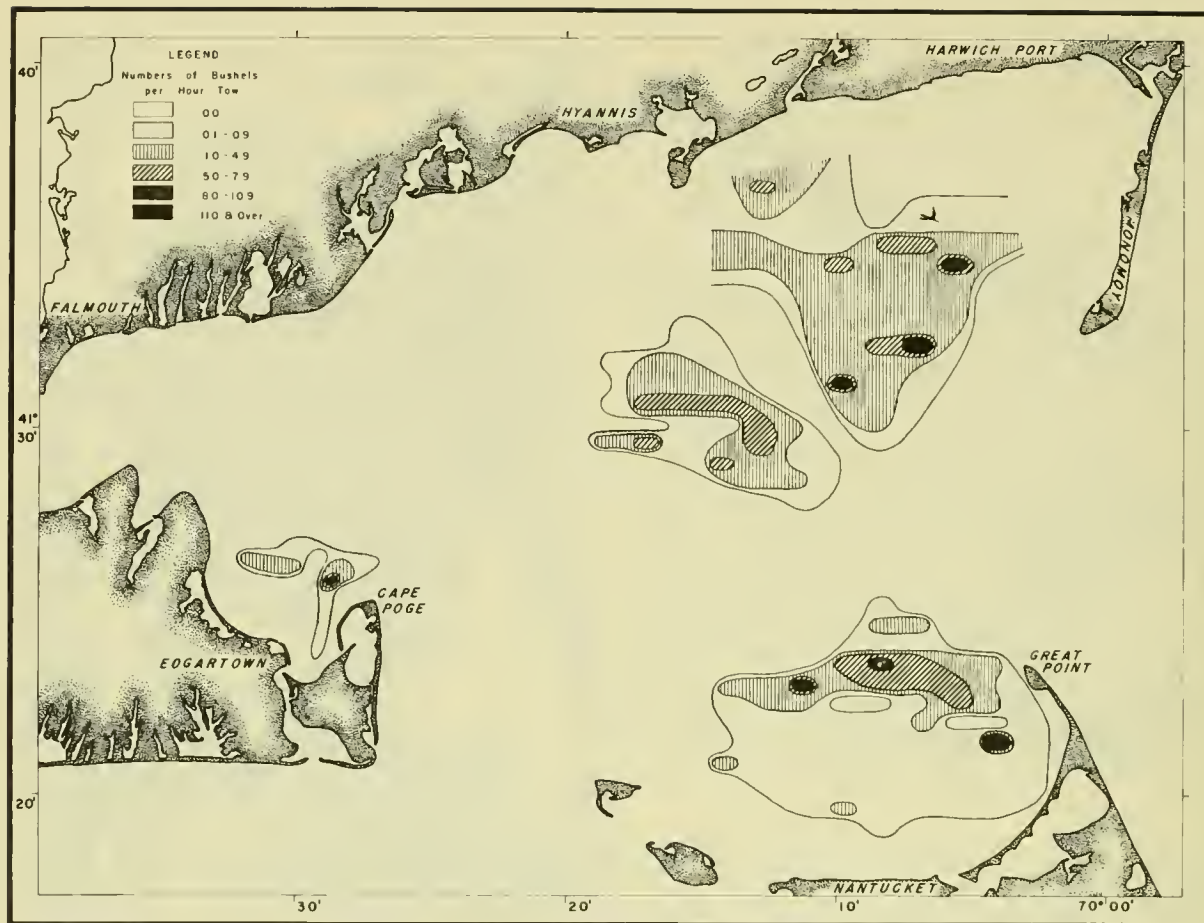 LEGEND
Numbers of Bushels
per Hour Tow
00
01-09
10-49
50-79
80-109
110 & Over
HARWICH PORT
HYANNIS
MONOMOY
FALMOUTH
CAPE
POGE
EDGARTOWN
GREAT
POINT
NANTUCKET
40'
41°
30'
20'
30'
20'
10'
70°00'